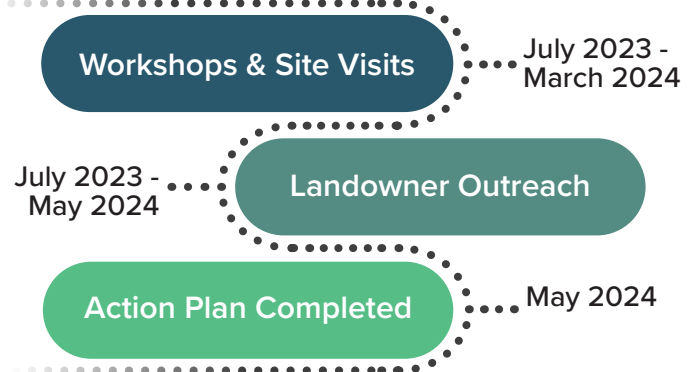 Workshops & Site Visits
July 2023 -
March 2024
July 2023 -
May 2024
Landowner Outreach
Action Plan Completed
May 2024